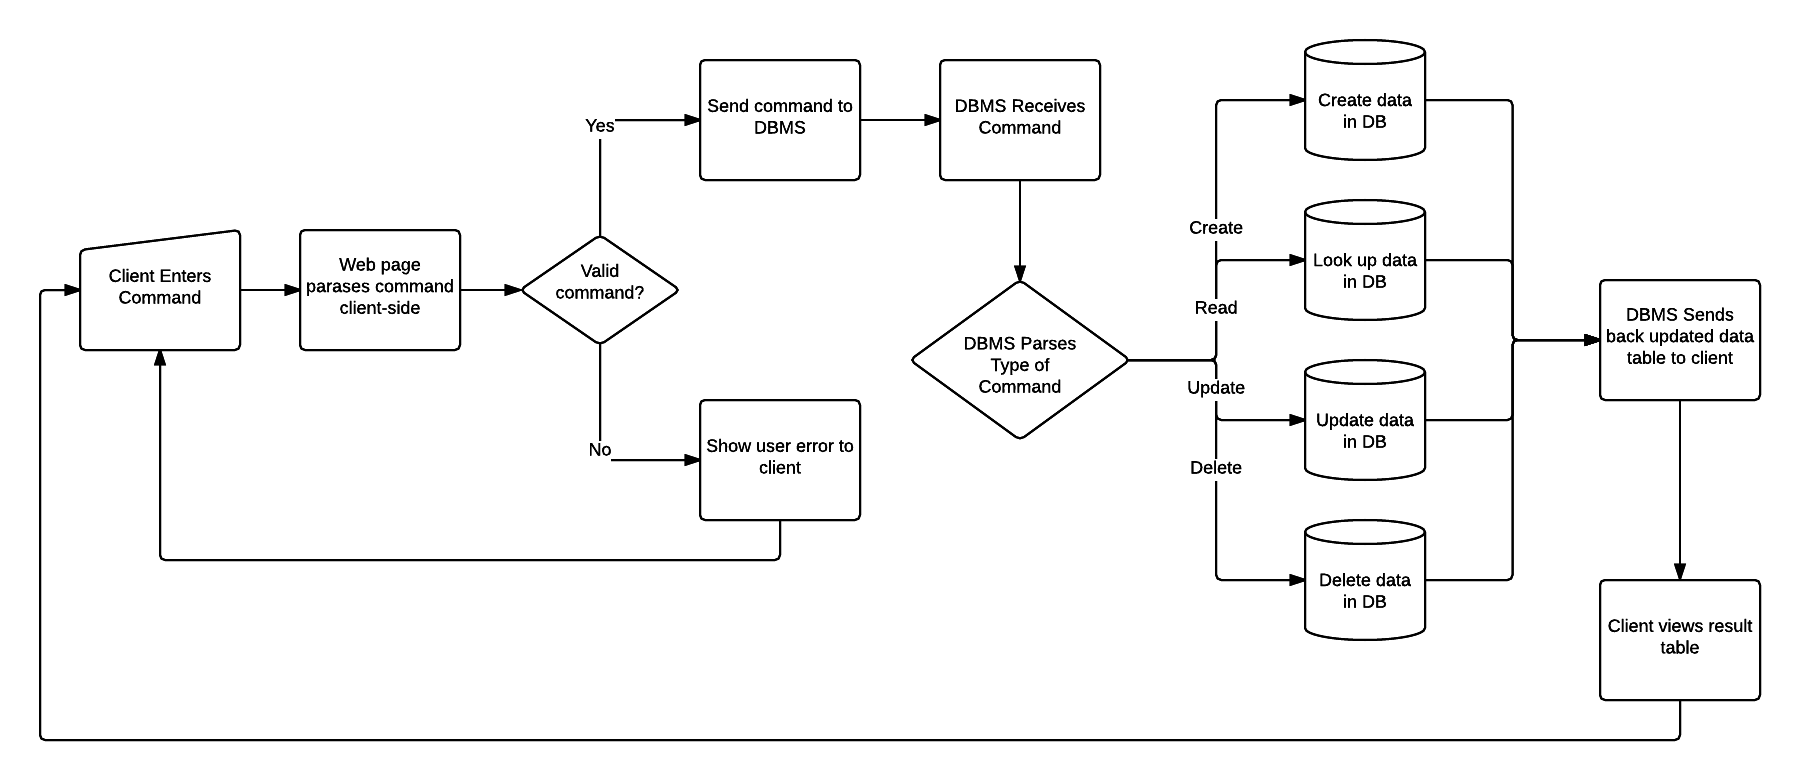 Client Enters
Command
Web page
parases command
client-side
Valid
command?
Yes
No
Send command to
DBMS
Show user error to
client
DBMS Receives
Command
DBMS Parses
Type of
Command
Create
Read
Update
Delete
Create data
in DB
Look up data
in DB
Update data
in DB
Delete data
in DB
DBMS Sends
back updated data
table to client
Client views result
table